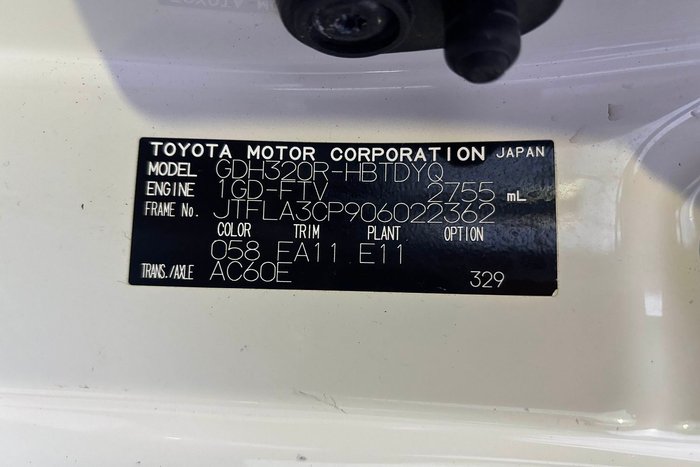 TOYOTA MOTOR CORPORATION JAPAN
MODEL GDH320R-HBTDYQ
ENGINE 1GD-FTV 2755 mL
FRAME No. JTFLA3CP906022362
COLOR TRIM PLANT OPTION
058 FA11 E11
TRANS./AXLE AC60E 329